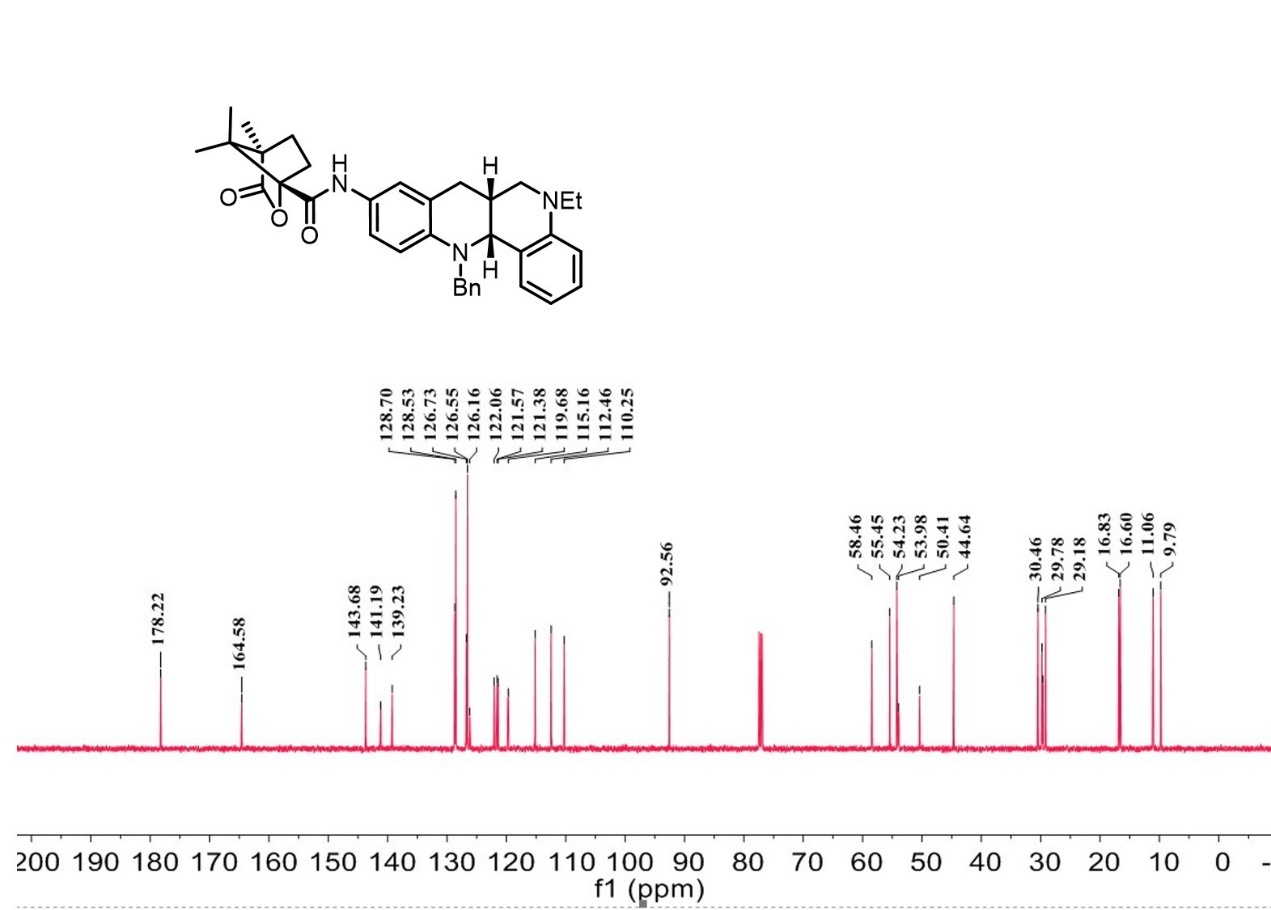 H
N
O
O
O
H
NEt
N
H
Bn
128.70
128.53
126.73
126.55
126.16
122.06
121.57
121.38
119.68
115.16
112.46
110.25
178.22
164.58
143.68
141.19
139.23
92.56
58.46
55.45
54.23
53.98
50.41
44.64
30.46
29.78
29.18
16.83
16.60
11.06
9.79
200 190 180 170 160 150 140 130 120 110 100 90 80 70 60 50 40 30 20 10 0 -
f1 (ppm)